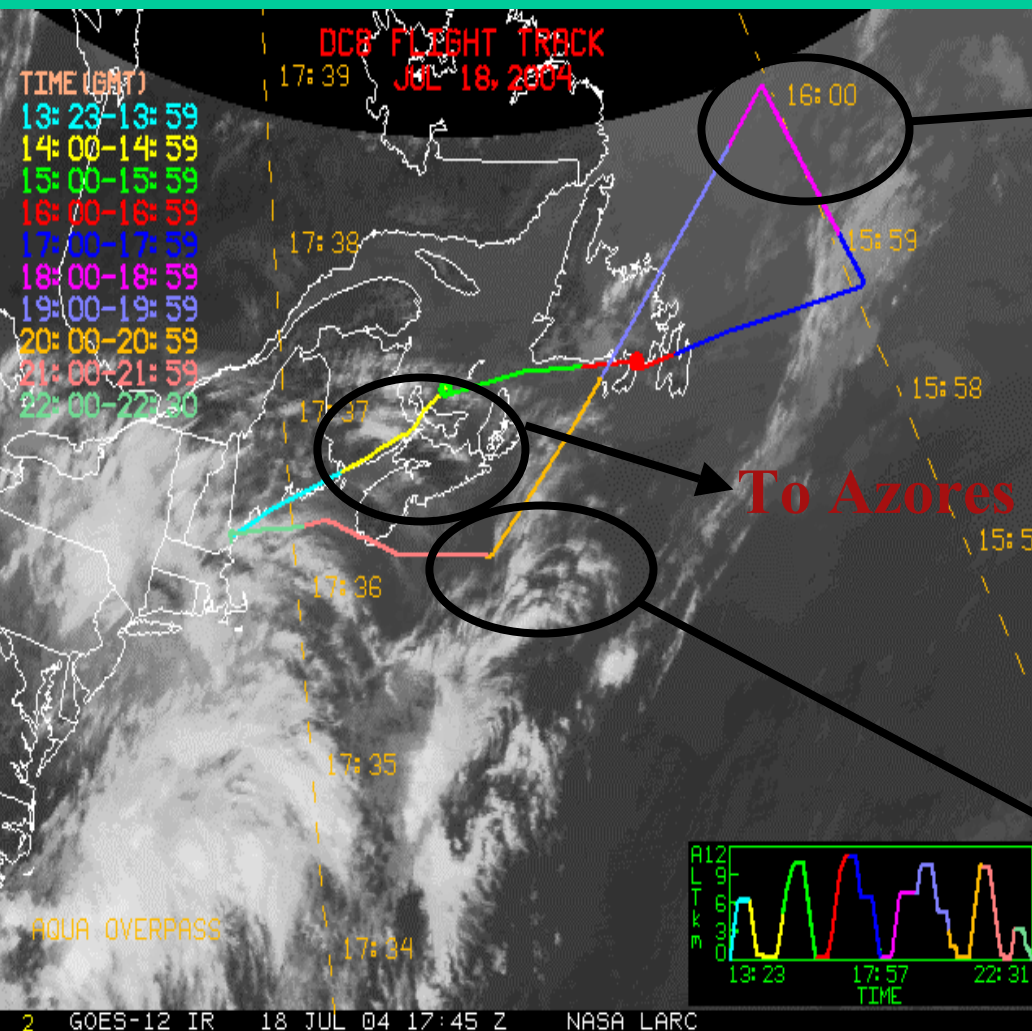 DC8 FLIGHT TRACK
JUL 18, 2004
TIME(GMT)
13:23-13:59
14:00-14:59
15:00-15:59
16:00-16:59
17:00-17:59
18:00-18:59
19:00-19:59
20:00-20:59
21:00-21:59
22:00-22:30
17:39
16:00
17:38
15:59
15:58
17:37
To Azores
15:5
17:36
17:35
AQUA OVERPASS
17:34
ALT km
12
9
6
3
0
13:23 17:57 22:31
TIME
2 GOES-12 IR 18 JUL 04 17:45 Z NASA LARC